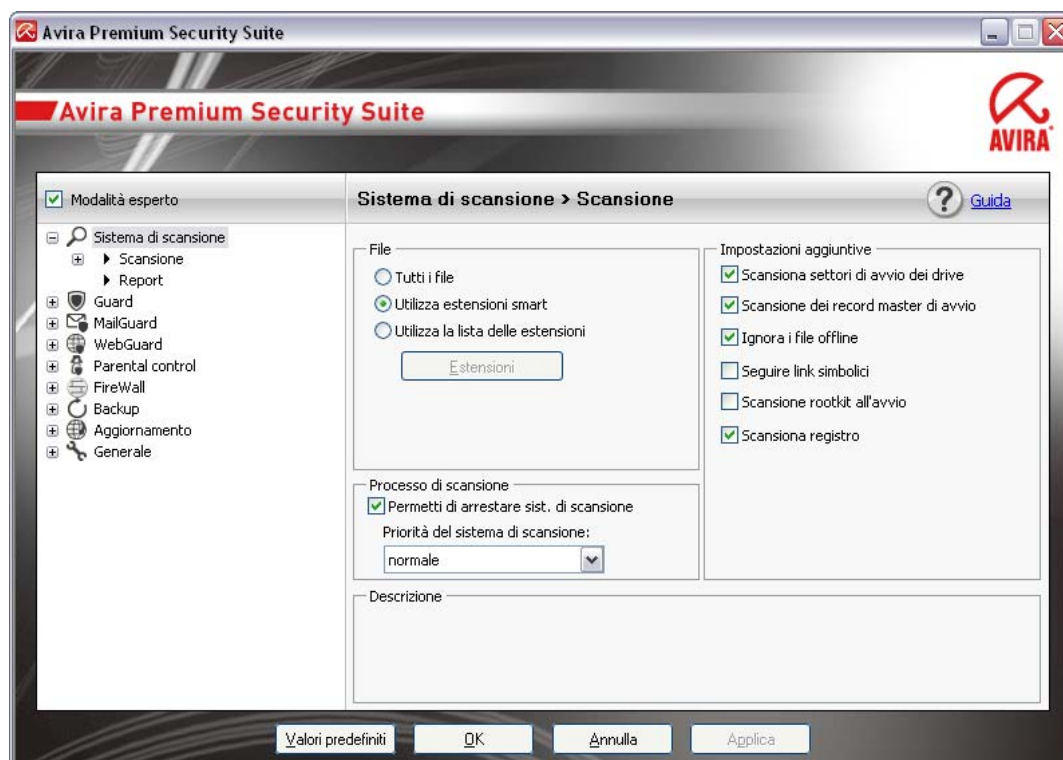 Avira Premium Security Suite
Avira Premium Security Suite
AVIRA
Modalità esperto
Sistema di scansione
Scansione
Report
Guard
MailGuard
WebGuard
Parental control
FireWall
Backup
Aggiornamento
Generale
Sistema di scansione > Scansione
? Guida
File
Tutti i file
Utilizza estensioni smart
Utilizza la lista delle estensioni
Estensioni
Processo di scansione
Permetti di arrestare sist. di scansione
Priorità del sistema di scansione:
normale
Impostazioni aggiuntive
Scansiona settori di avvio dei drive
Scansione dei record master di avvio
Ignora i file offline
Seguire link simbolici
Scansione rootkit all'avvio
Scansiona registro
Descrizione
Valori predefiniti
OK
Annulla
Applica